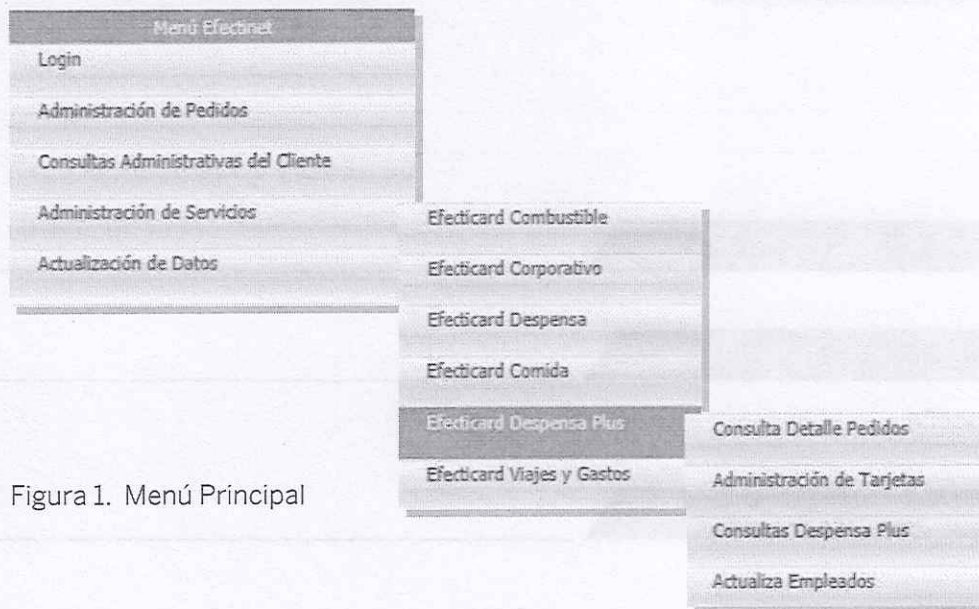 Menú Efectinet
Login
Administración de Pedidos
Consultas Administrativas del Cliente
Administración de Servicios
Actualización de Datos
Efecticard Combustible
Efecticard Corporativo
Efecticard Despensa
Efecticard Comida
Efecticard Despensa Plus
Efecticard Viajes y Gastos
Consulta Detalle Pedidos
Administración de Tarjetas
Consultas Despensa Plus
Actualiza Empleados
Figura 1. Menú Principal